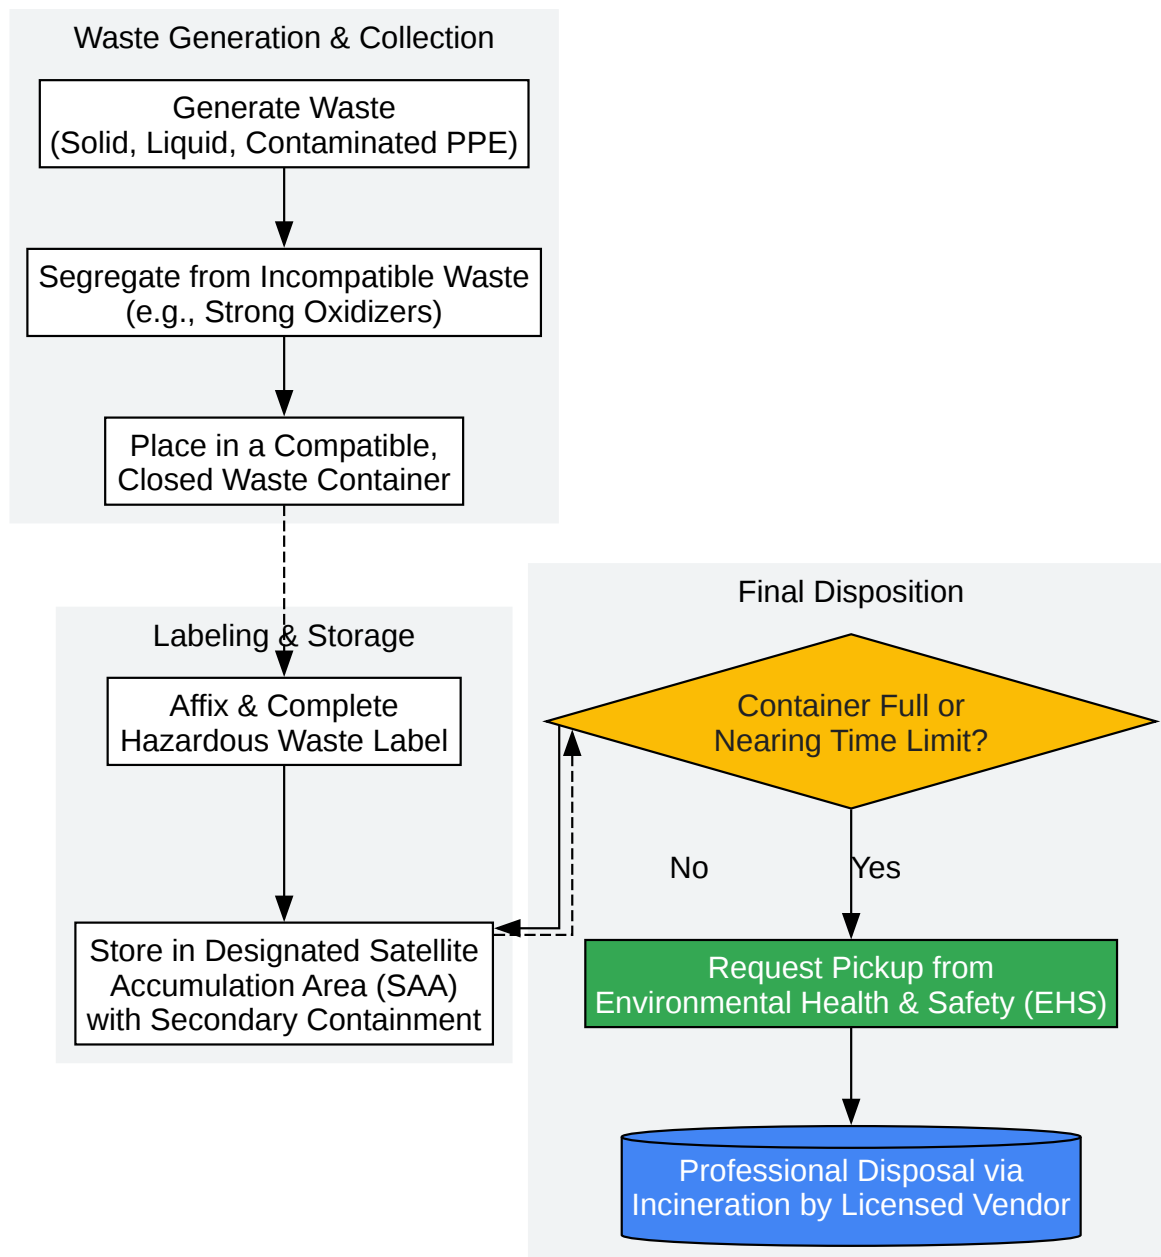 Waste Generation & Collection
Generate Waste
(Solid, Liquid, Contaminated PPE)
Segregate from Incompatible Waste
(e.g., Strong Oxidizers)
Place in a Compatible,
Closed Waste Container
Labeling & Storage
Affix & Complete
Hazardous Waste Label
Store in Designated Satellite
Accumulation Area (SAA)
with Secondary Containment
Final Disposition
Container Full or
Nearing Time Limit?
No
Yes
Request Pickup from
Environmental Health & Safety (EHS)
Professional Disposal via
Incineration by Licensed Vendor